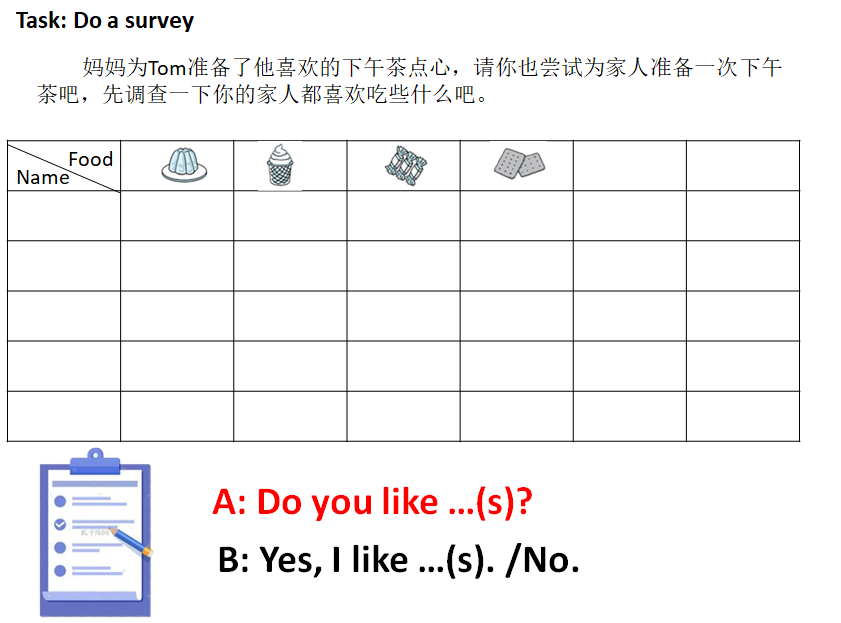 Task: Do a survey
妈妈为Tom准备了他喜欢的下午茶点心，请你也尝试为家人准备一次下午
茶吧，先调查一下你的家人都喜欢吃些什么吧。
Food
Name
A: Do you like …(s)?
B: Yes, I like …(s). /No.